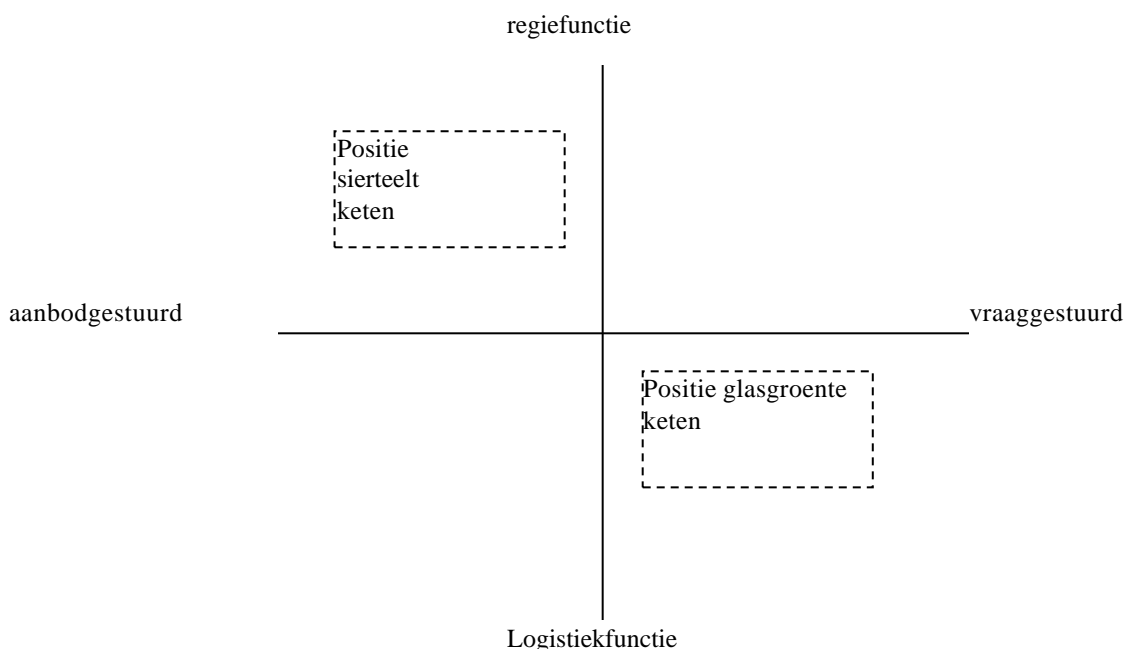 regiefunctie
Positie
sierteelt
keten
aanbodgestuurd
vraaggestuurd
Positie glasgroente
keten
Logistiekfunctie